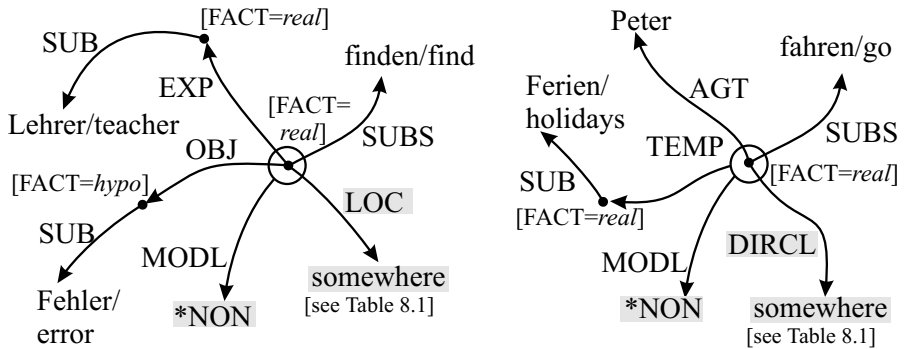 [FACT=real]
SUB
finden/find
EXP
[FACT=
real]
Lehrer/teacher
SUBS
OBJ
[FACT=hypo]
LOC
SUB
MODL
somewhere
Fehler/
error
*NON
[see Table 8.1]
Peter
fahren/go
Ferien/
holidays
AGT
TEMP
SUBS
SUB
[FACT=real]
[FACT=real]
DIRCL
MODL
*NON
somewhere
[see Table 8.1]